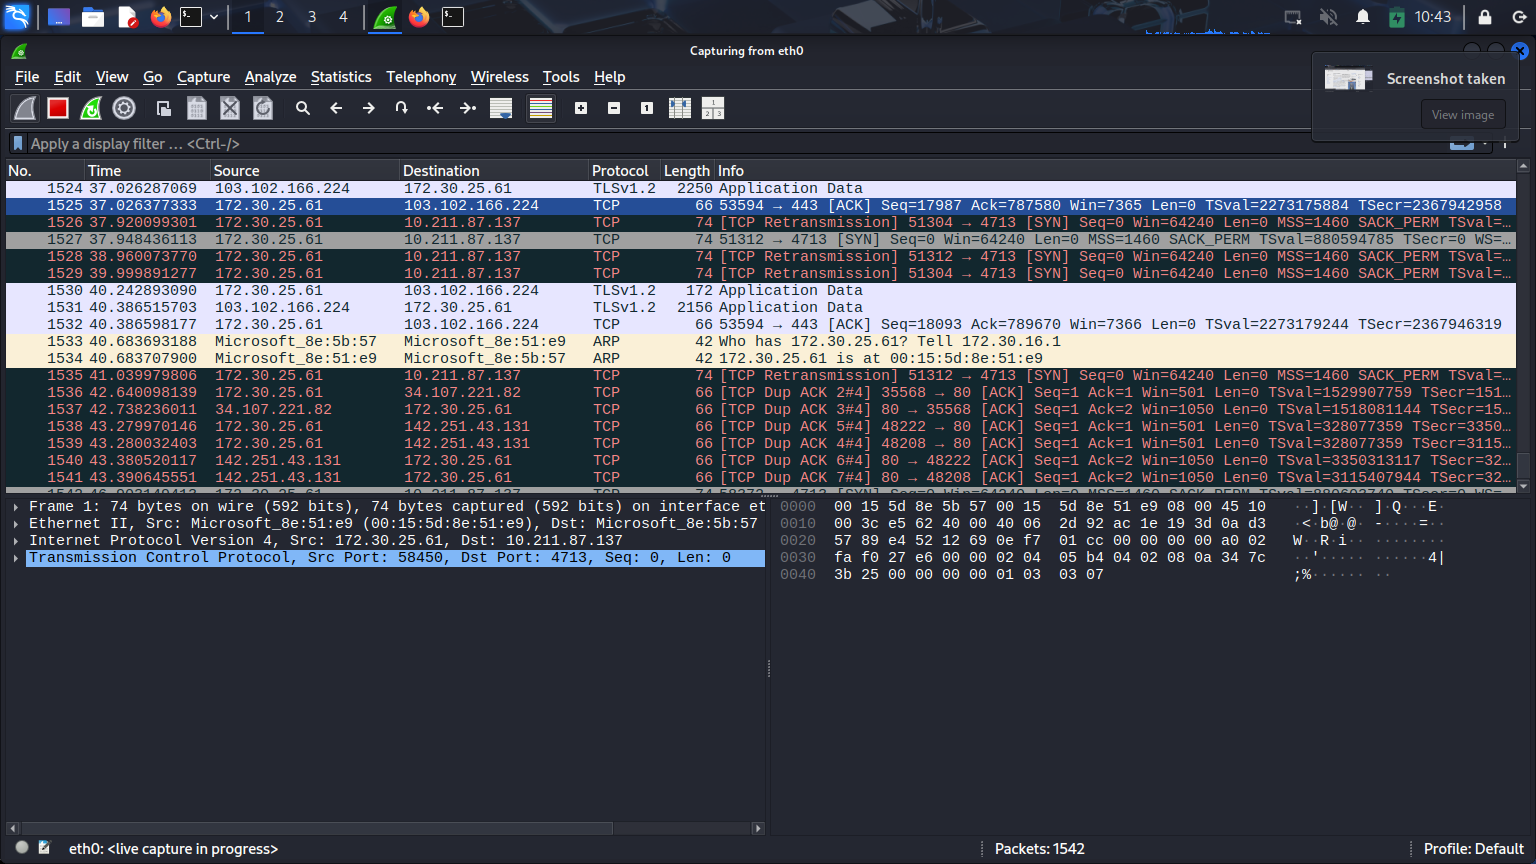 1 2 3 4 10:43
Capturing from eth0
File Edit View Go Capture Analyze Statistics Telephony Wireless Tools Help
Screenshot taken
View image
Apply a display filter … <Ctrl-/>
No. Time Source Destination Protocol Length Info
1524 37.026287069 103.102.166.224 172.30.25.61 TLSv1.2 2250 Application Data
1525 37.026377333 172.30.25.61 103.102.166.224 TCP 66 53594 → 443 [ACK] Seq=17987 Ack=787580 Win=7365 Len=0 TSval=2273175884 TSecr=2367942958
1526 37.920099301 172.30.25.61 10.211.87.137 TCP 74 [TCP Retransmission] 51304 → 4713 [SYN] Seq=0 Win=64240 Len=0 MSS=1460 SACK_PERM TSval=…
1527 37.948436113 172.30.25.61 10.211.87.137 TCP 74 51312 → 4713 [SYN] Seq=0 Win=64240 Len=0 MSS=1460 SACK_PERM TSval=880594785 TSecr=0 WS=…
1528 38.960073770 172.30.25.61 10.211.87.137 TCP 74 [TCP Retransmission] 51312 → 4713 [SYN] Seq=0 Win=64240 Len=0 MSS=1460 SACK_PERM TSval=…
1529 39.999891277 172.30.25.61 10.211.87.137 TCP 74 [TCP Retransmission] 51304 → 4713 [SYN] Seq=0 Win=64240 Len=0 MSS=1460 SACK_PERM TSval=…
1530 40.242893090 172.30.25.61 103.102.166.224 TLSv1.2 172 Application Data
1531 40.386515703 103.102.166.224 172.30.25.61 TLSv1.2 2156 Application Data
1532 40.386598177 172.30.25.61 103.102.166.224 TCP 66 53594 → 443 [ACK] Seq=18093 Ack=789670 Win=7366 Len=0 TSval=2273179244 TSecr=2367946319
1533 40.683693188 Microsoft_8e:5b:57 Microsoft_8e:51:e9 ARP 42 Who has 172.30.25.61? Tell 172.30.16.1
1534 40.683707900 Microsoft_8e:51:e9 Microsoft_8e:5b:57 ARP 42 172.30.25.61 is at 00:15:5d:8e:51:e9
1535 41.039979806 172.30.25.61 10.211.87.137 TCP 74 [TCP Retransmission] 51312 → 4713 [SYN] Seq=0 Win=64240 Len=0 MSS=1460 SACK_PERM TSval=…
1536 42.640098139 172.30.25.61 34.107.221.82 TCP 66 [TCP Dup ACK 2#4] 35568 → 80 [ACK] Seq=1 Ack=1 Win=501 Len=0 TSval=1529907759 TSecr=151…
1537 42.738236011 34.107.221.82 172.30.25.61 TCP 66 [TCP Dup ACK 3#4] 80 → 35568 [ACK] Seq=1 Ack=2 Win=1050 Len=0 TSval=1518081144 TSecr=15…
1538 43.279970146 172.30.25.61 142.251.43.131 TCP 66 [TCP Dup ACK 5#4] 48222 → 80 [ACK] Seq=1 Ack=1 Win=501 Len=0 TSval=328077359 TSecr=3350…
1539 43.280032403 172.30.25.61 142.251.43.131 TCP 66 [TCP Dup ACK 4#4] 48208 → 80 [ACK] Seq=1 Ack=1 Win=501 Len=0 TSval=328077359 TSecr=3115…
1540 43.380520117 142.251.43.131 172.30.25.61 TCP 66 [TCP Dup ACK 6#4] 80 → 48222 [ACK] Seq=1 Ack=2 Win=1050 Len=0 TSval=3350313117 TSecr=32…
1541 43.390645551 142.251.43.131 172.30.25.61 TCP 66 [TCP Dup ACK 7#4] 80 → 48208 [ACK] Seq=1 Ack=2 Win=1050 Len=0 TSval=3115407944 TSecr=32…
Frame 1: 74 bytes on wire (592 bits), 74 bytes captured (592 bits) on interface et
Ethernet II, Src: Microsoft_8e:51:e9 (00:15:5d:8e:51:e9), Dst: Microsoft_8e:5b:57
Internet Protocol Version 4, Src: 172.30.25.61, Dst: 10.211.87.137
Transmission Control Protocol, Src Port: 58450, Dst Port: 4713, Seq: 0, Len: 0
0000 00 15 5d 8e 5b 57 00 15 5d 8e 51 e9 08 00 45 10 ··]·[W·· ]·Q···E·
0010 00 3c e5 62 40 00 40 06 2d 92 ac 1e 19 3d 0a d3 ·<·b@·@· -····=··
0020 57 89 e4 52 12 69 0e f7 01 cc 00 00 00 00 a0 02 W··R·i·· ········
0030 fa f0 27 e6 00 00 02 04 05 b4 04 02 08 0a 34 7c ··'····· ······4|
0040 3b 25 00 00 00 00 01 03 03 07 ;%······ ··
eth0: <live capture in progress> Packets: 1542 Profile: Default